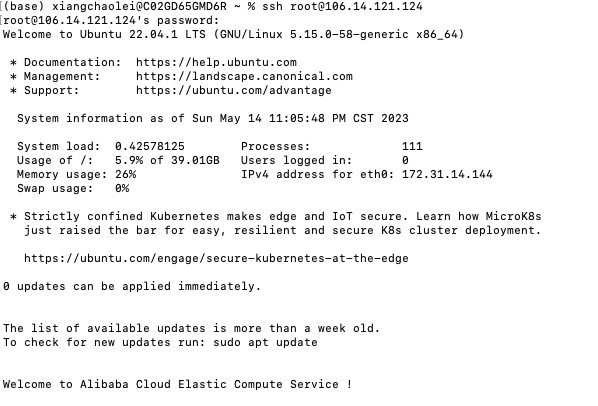 (base) xiangchaolei@C02GD65GMD6R ~ % ssh root@106.14.121.124
root@106.14.121.124's password:
Welcome to Ubuntu 22.04.1 LTS (GNU/Linux 5.15.0-58-generic x86_64)
* Documentation:  https://help.ubuntu.com
* Management:     https://landscape.canonical.com
* Support:        https://ubuntu.com/advantage
System information as of Sun May 14 11:05:48 PM CST 2023
System load:  0.42578125        Processes:             111
Usage of /:   5.9% of 39.01GB   Users logged in:       0
Memory usage: 26%               IPv4 address for eth0: 172.31.14.144
Swap usage:   0%
* Strictly confined Kubernetes makes edge and IoT secure. Learn how MicroK8s
just raised the bar for easy, resilient and secure K8s cluster deployment.
https://ubuntu.com/engage/secure-kubernetes-at-the-edge
0 updates can be applied immediately.
The list of available updates is more than a week old.
To check for new updates run: sudo apt update
Welcome to Alibaba Cloud Elastic Compute Service !